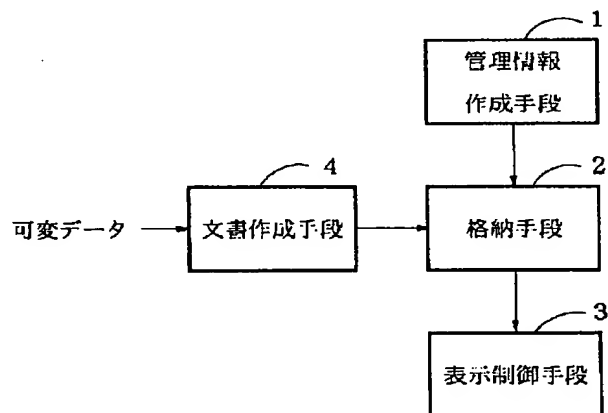 1
管理情報
作成手段
4
2
可変データ
文書作成手段
格納手段
3
表示制御手段